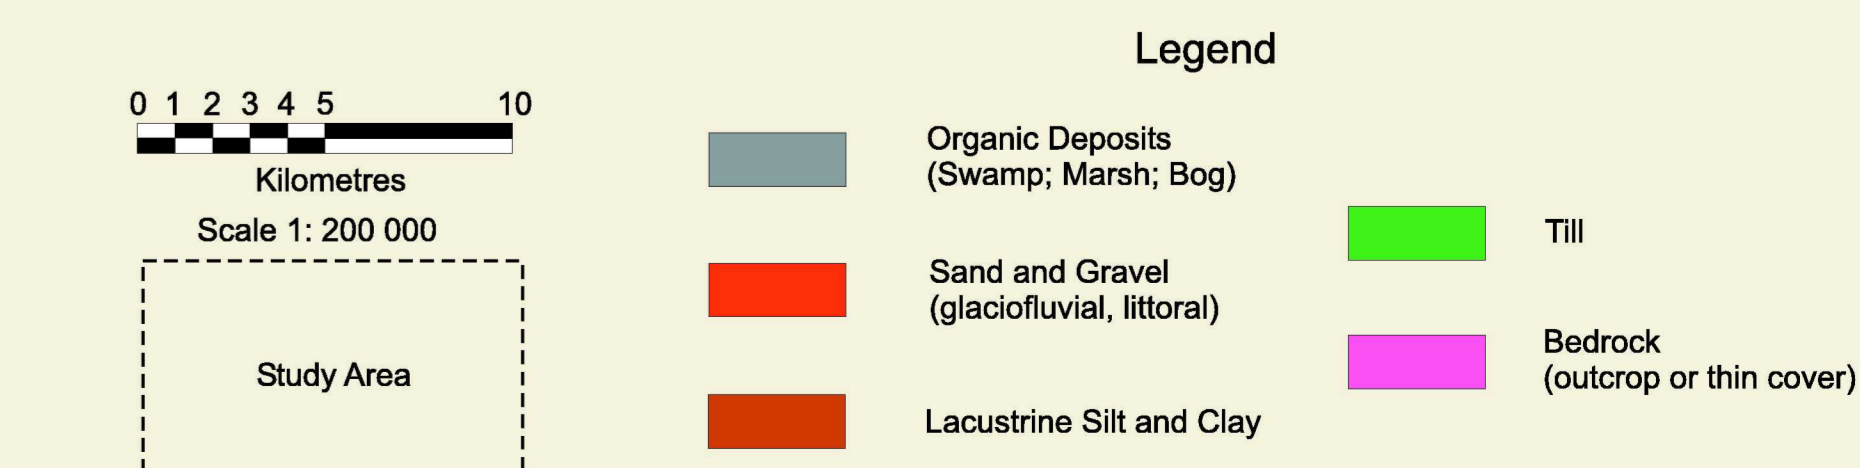 Legend
0 1 2 3 4 5 10
Kilometres
Scale 1: 200 000
Study Area
Organic Deposits
(Swamp; Marsh; Bog)
Sand and Gravel
(glaciofluvial, littoral)
Lacustrine Silt and Clay
Till
Bedrock
(outcrop or thin cover)